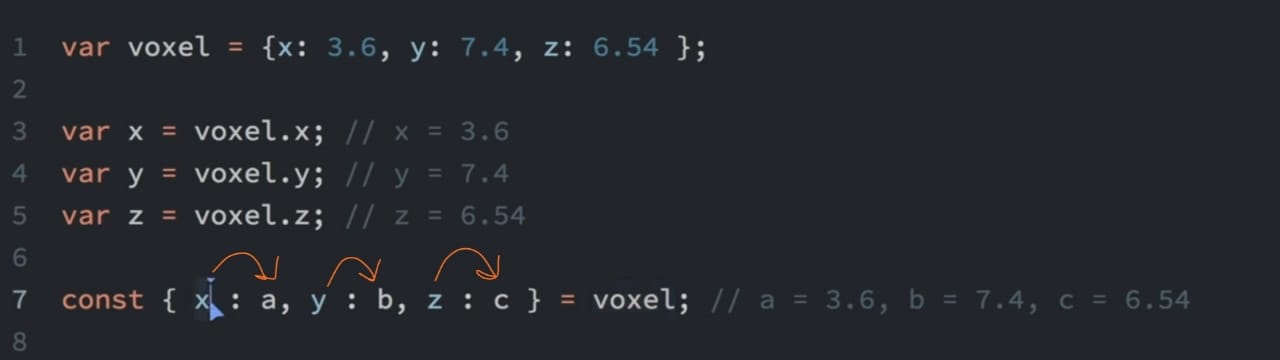 1 var voxel = {x: 3.6, y: 7.4, z: 6.54 };
2
3 var x = voxel.x; // x = 3.6
4 var y = voxel.y; // y = 7.4
5 var z = voxel.z; // z = 6.54
6
7 const { x : a, y : b, z : c } = voxel; // a = 3.6, b = 7.4, c = 6.54
8